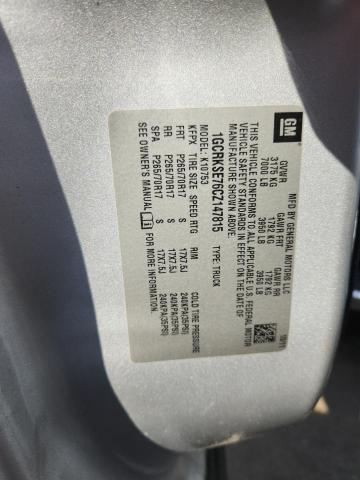 GM
MFD BY GENERAL MOTORS LLC
10/11
GVWR GAWR FRT GAWR RR
3175 KG 1792 KG 1792 KG
7000 LB 3950 LB 3950 LB
THIS VEHICLE CONFORMS TO ALL APPLICABLE U.S. FEDERAL MOTOR
VEHICLE SAFETY STANDARDS IN EFFECT ON THE DATE OF
MANUFACTURE SHOWN ABOVE.
1GCRKSE76CZ147815 TYPE: TRUCK
MODEL: K10753
KFPX TIRE SIZE SPEED RTG RIM COLD TIRE PRESSURE
FRT P265/70R17 S 17X7.5J 240KPA(35PSI)
RR P265/70R17 S 17X7.5J 240KPA(35PSI)
SPA P265/70R17 S 17X7.5J 240KPA(35PSI)
SEE OWNER'S MANUAL FOR MORE INFORMATION.